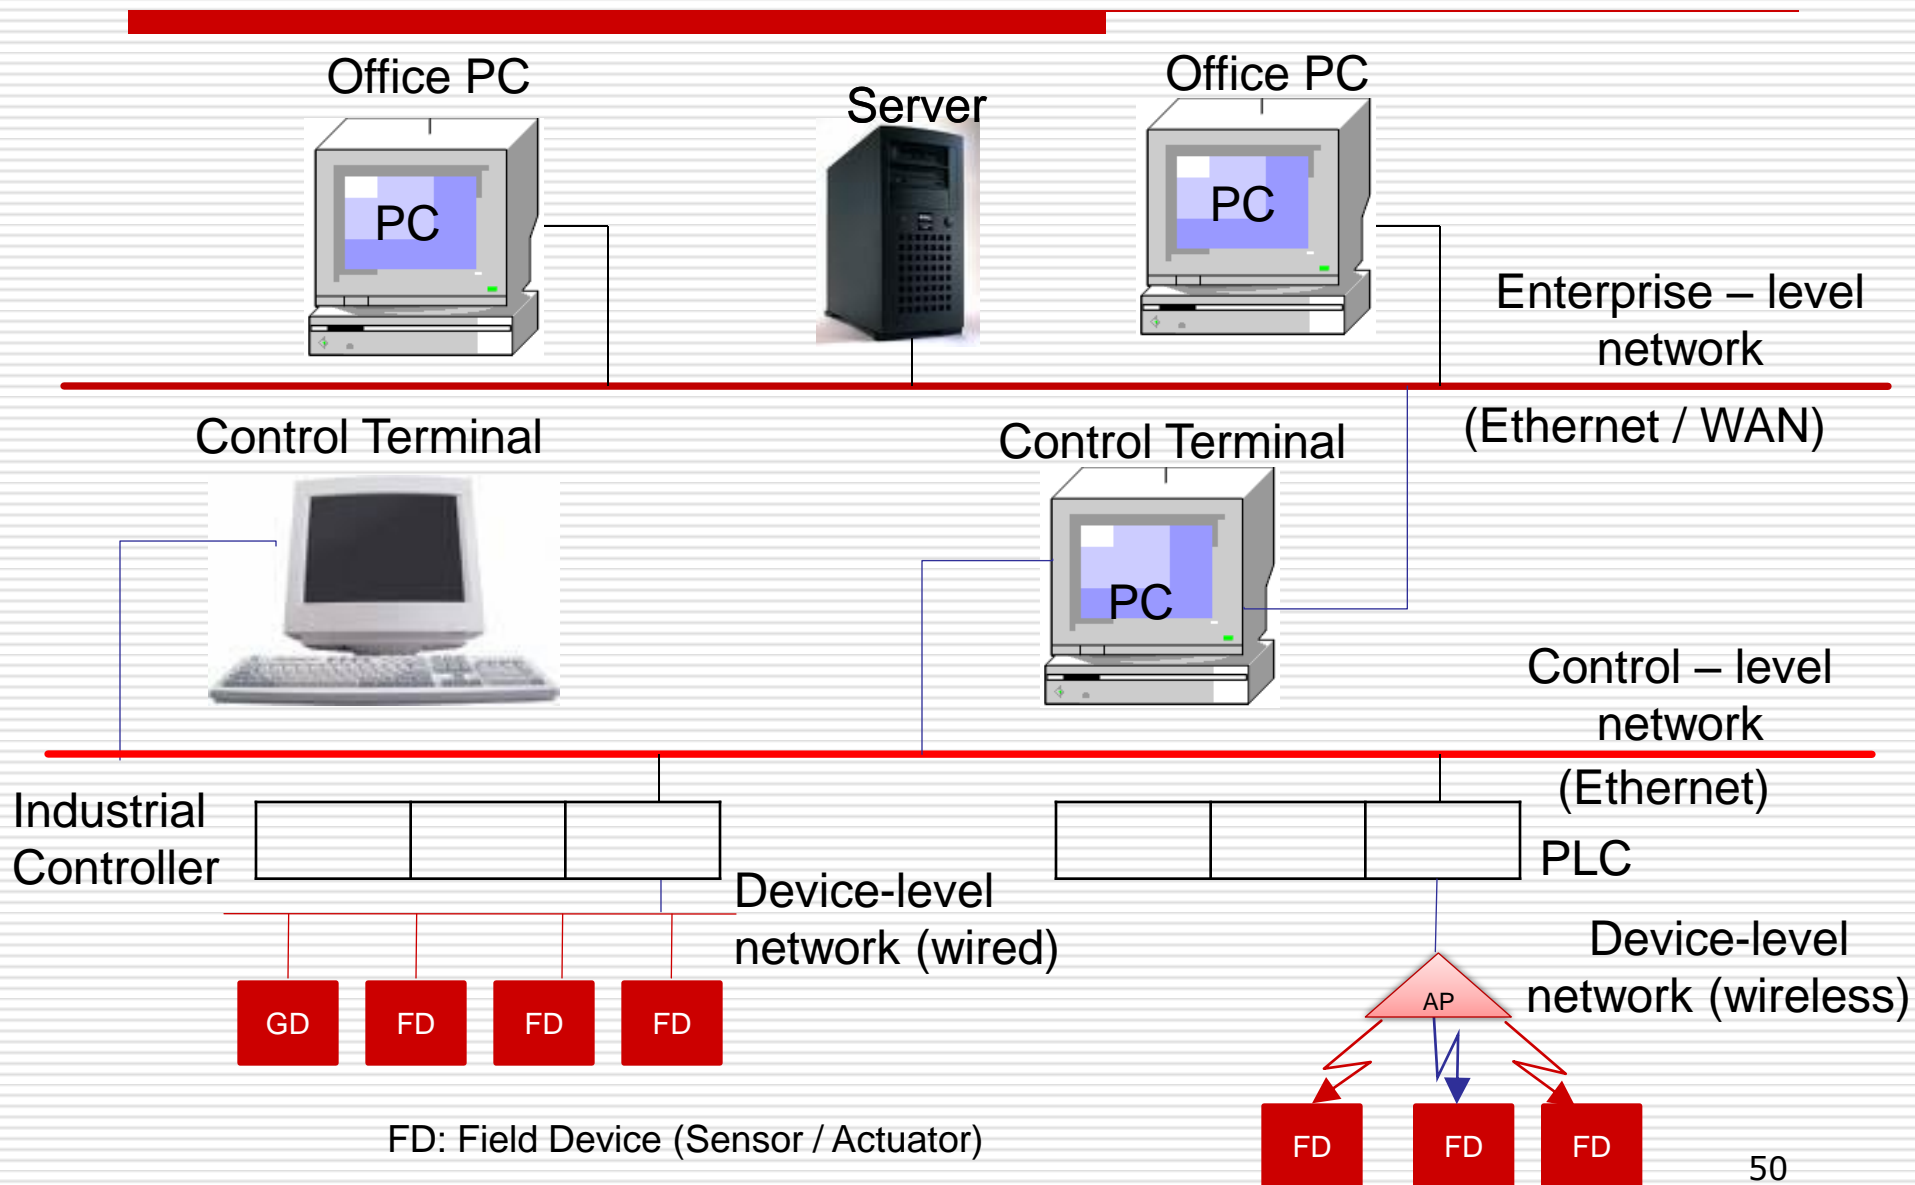 Office PC
Server
Office PC
PC
PC
Enterprise – level
network
(Ethernet / WAN)
Control Terminal
Control Terminal
PC
Control – level
network
(Ethernet)
Industrial
Controller
PLC
Device-level
network (wired)
Device-level
network (wireless)
AP
GD
FD
FD
FD
FD: Field Device (Sensor / Actuator)
FD
FD
FD
50